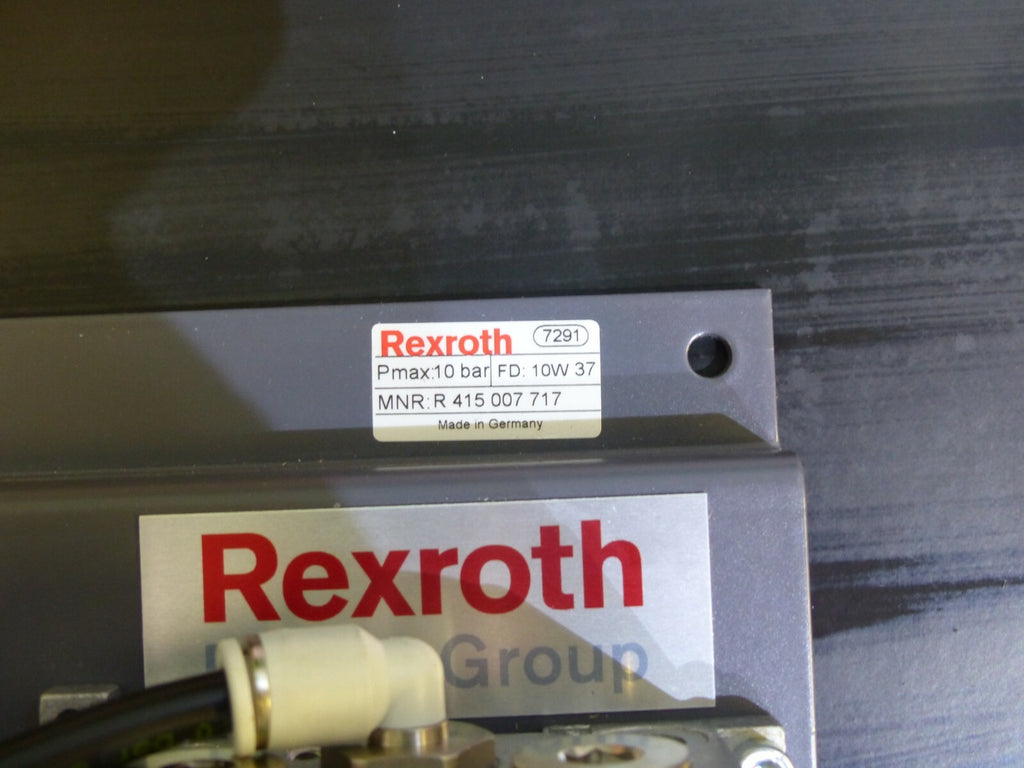 Rexroth 7291
Pmax:10 bar FD: 10W 37
MNR: R 415 007 717
Made in Germany
Rexroth
Group